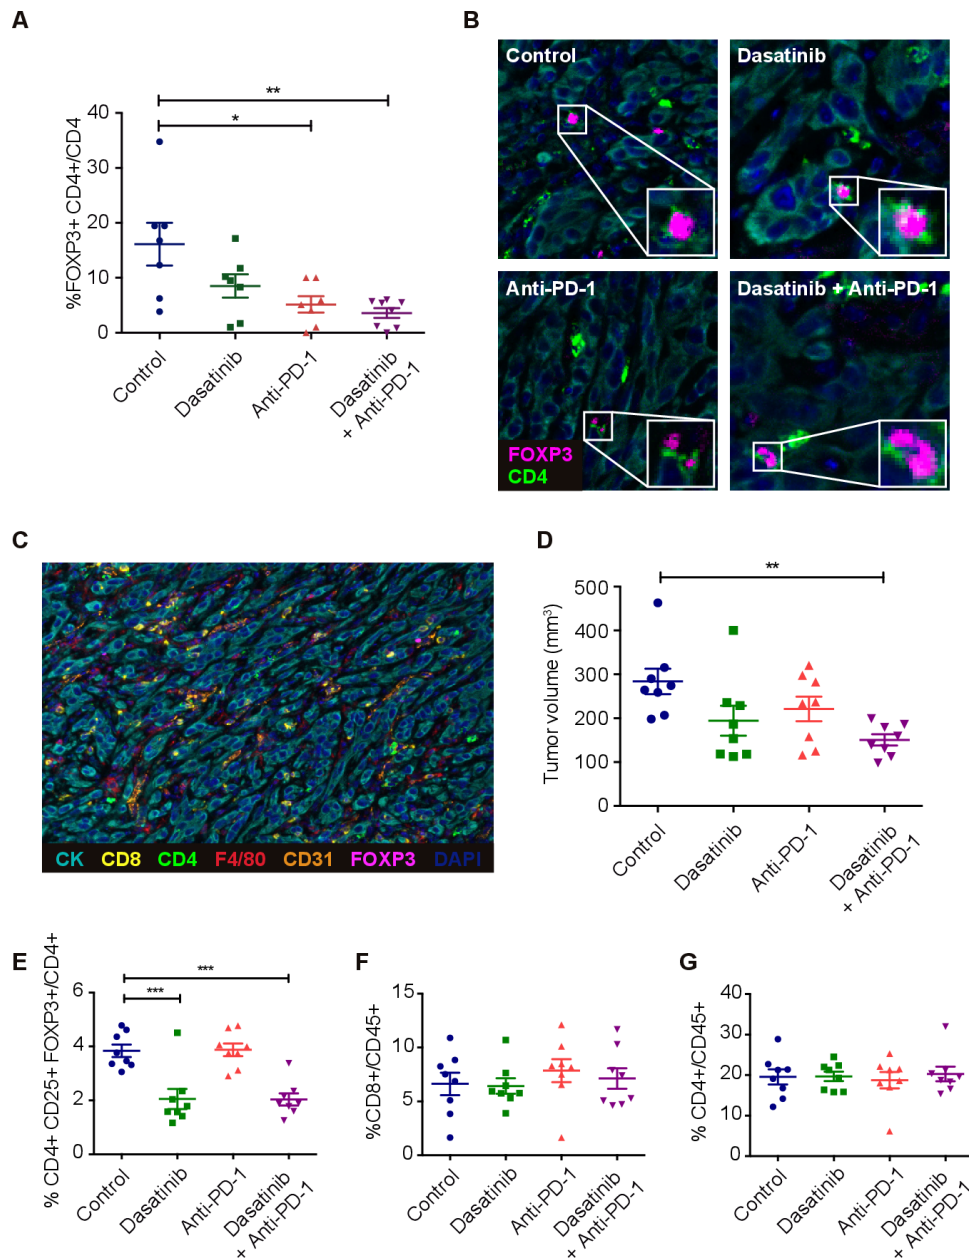 A
**
*
%FOXP3+ CD4+/CD4
40
30
20
10
0
Control
Dasatinib
Anti-PD-1
Dasatinib
+ Anti-PD-1
B
Control
Dasatinib
Anti-PD-1
Dasatinib + Anti-PD-1
FOXP3
CD4
C
CK CD8 CD4 F4/80 CD31 FOXP3 DAPI
D
**
Tumor volume (mm³)
500
400
300
200
100
0
Control
Dasatinib
Anti-PD-1
Dasatinib
+ Anti-PD-1
E
***
***
% CD4+ CD25+ FOXP3+/CD4+
6
4
2
0
Control
Dasatinib
Anti-PD-1
Dasatinib
+ Anti-PD-1
F
%CD8+/CD45+
15
10
5
0
Control
Dasatinib
Anti-PD-1
Dasatinib
+ Anti-PD-1
G
% CD4+/CD45+
40
30
20
10
0
Control
Dasatinib
Anti-PD-1
Dasatinib
+ Anti-PD-1